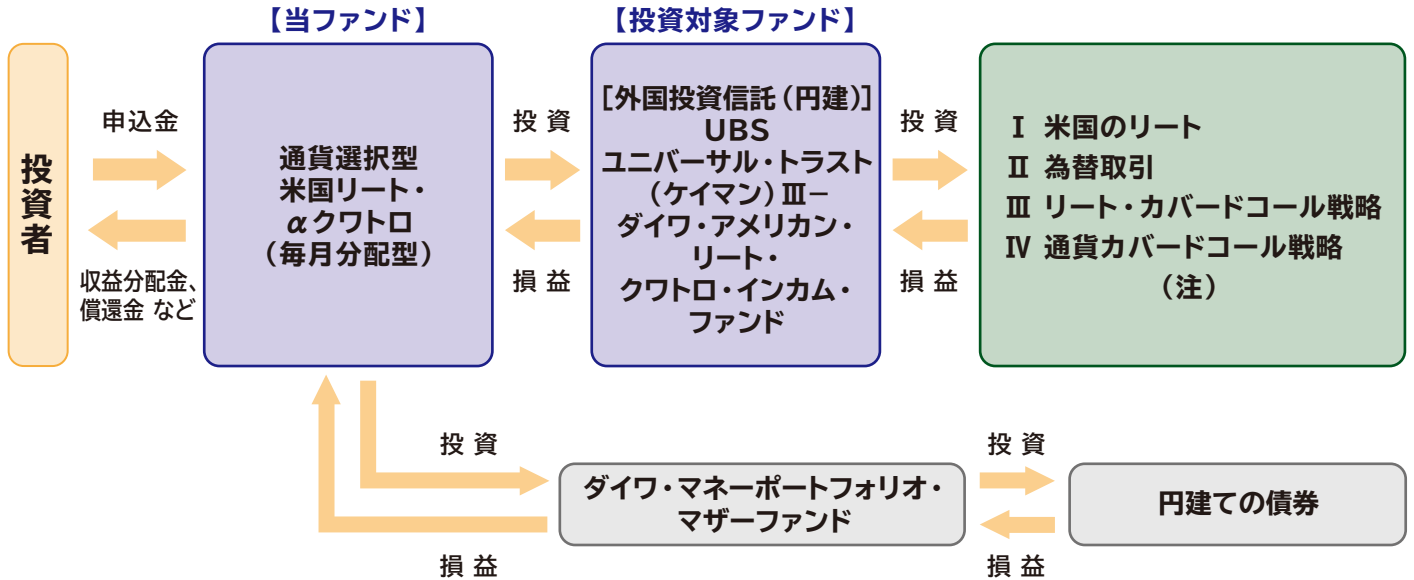 【当ファンド】
【投資対象ファンド】
投資者
申込金
収益分配金、
償還金 など
通貨選択型
米国リート・
αクワトロ
（毎月分配型）
投 資
損 益
［外国投資信託（円建）］
UBS
ユニバーサル・トラスト
（ケイマン）Ⅲ－
ダイワ・アメリカン・
リート・
クワトロ・インカム・
ファンド
投 資
損 益
Ⅰ 米国のリート
Ⅱ 為替取引
Ⅲ リート・カバードコール戦略
Ⅳ 通貨カバードコール戦略
（注）
投 資
損 益
ダイワ・マネーポートフォリオ・
マザーファンド
投 資
損 益
円建ての債券